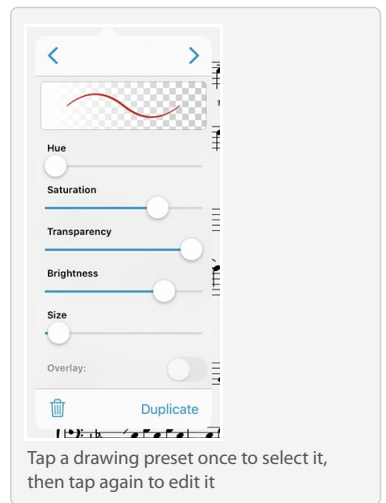 Hue
Saturation
Transparency
Brightness
Size
Overlay:
Duplicate
Tap a drawing preset once to select it,
then tap again to edit it